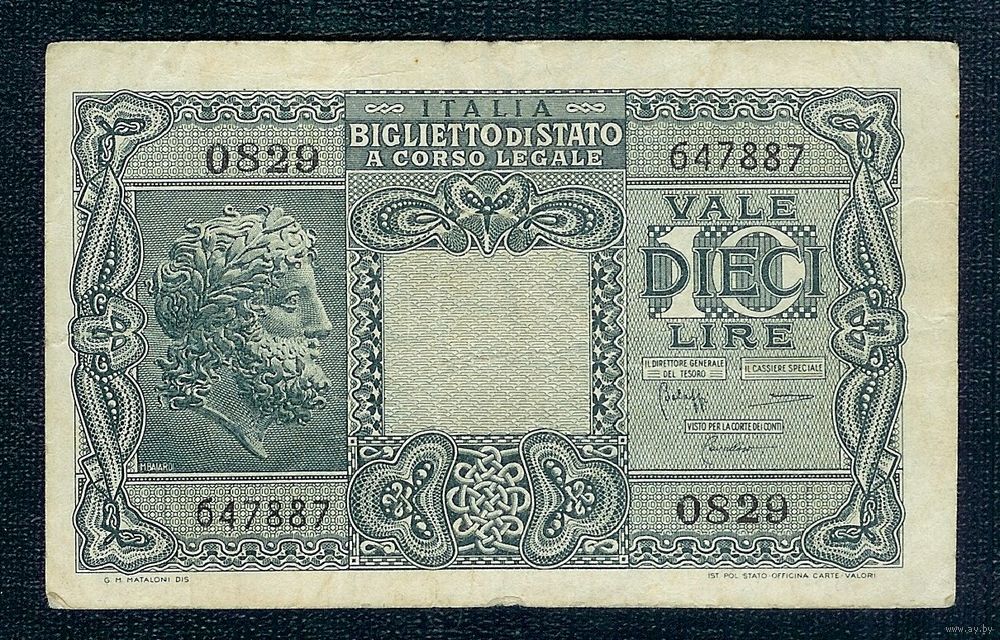 ITALIA
BIGLIETTO DI STATO
A CORSO LEGALE
0829
647887
VALE
10
DIECI
LIRE
IL DIRETTORE GENERALE
DEL TESORO
IL CASSIERE SPECIALE
VISTO PER LA CORTE DEI CONTI
M.BAIARDI
647887
0829
G. M. MATALONI DIS
IST POL STATO·OFFICINA CARTE-VALORI
www.ay.by